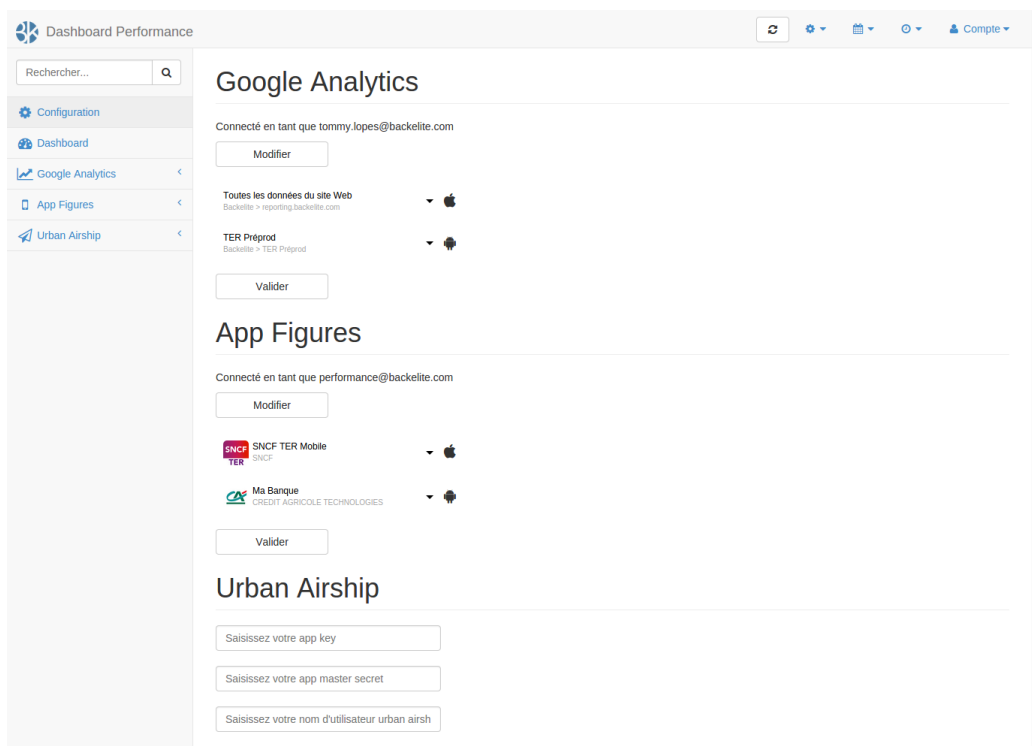 Dashboard Performance
Compte
Rechercher...
Configuration
Dashboard
Google Analytics
App Figures
Urban Airship
Google Analytics
Connecté en tant que tommy.lopes@backelite.com
Modifier
Toutes les données du site Web
Backelite > reporting.backelite.com
TER Préprod
Backelite > TER Préprod
Valider
App Figures
Connecté en tant que performance@backelite.com
Modifier
SNCF
TER
SNCF TER Mobile
SNCF
CA
Ma Banque
CREDIT AGRICOLE TECHNOLOGIES
Valider
Urban Airship
Saisissez votre app key
Saisissez votre app master secret
Saisissez votre nom d'utilisateur urban airsh